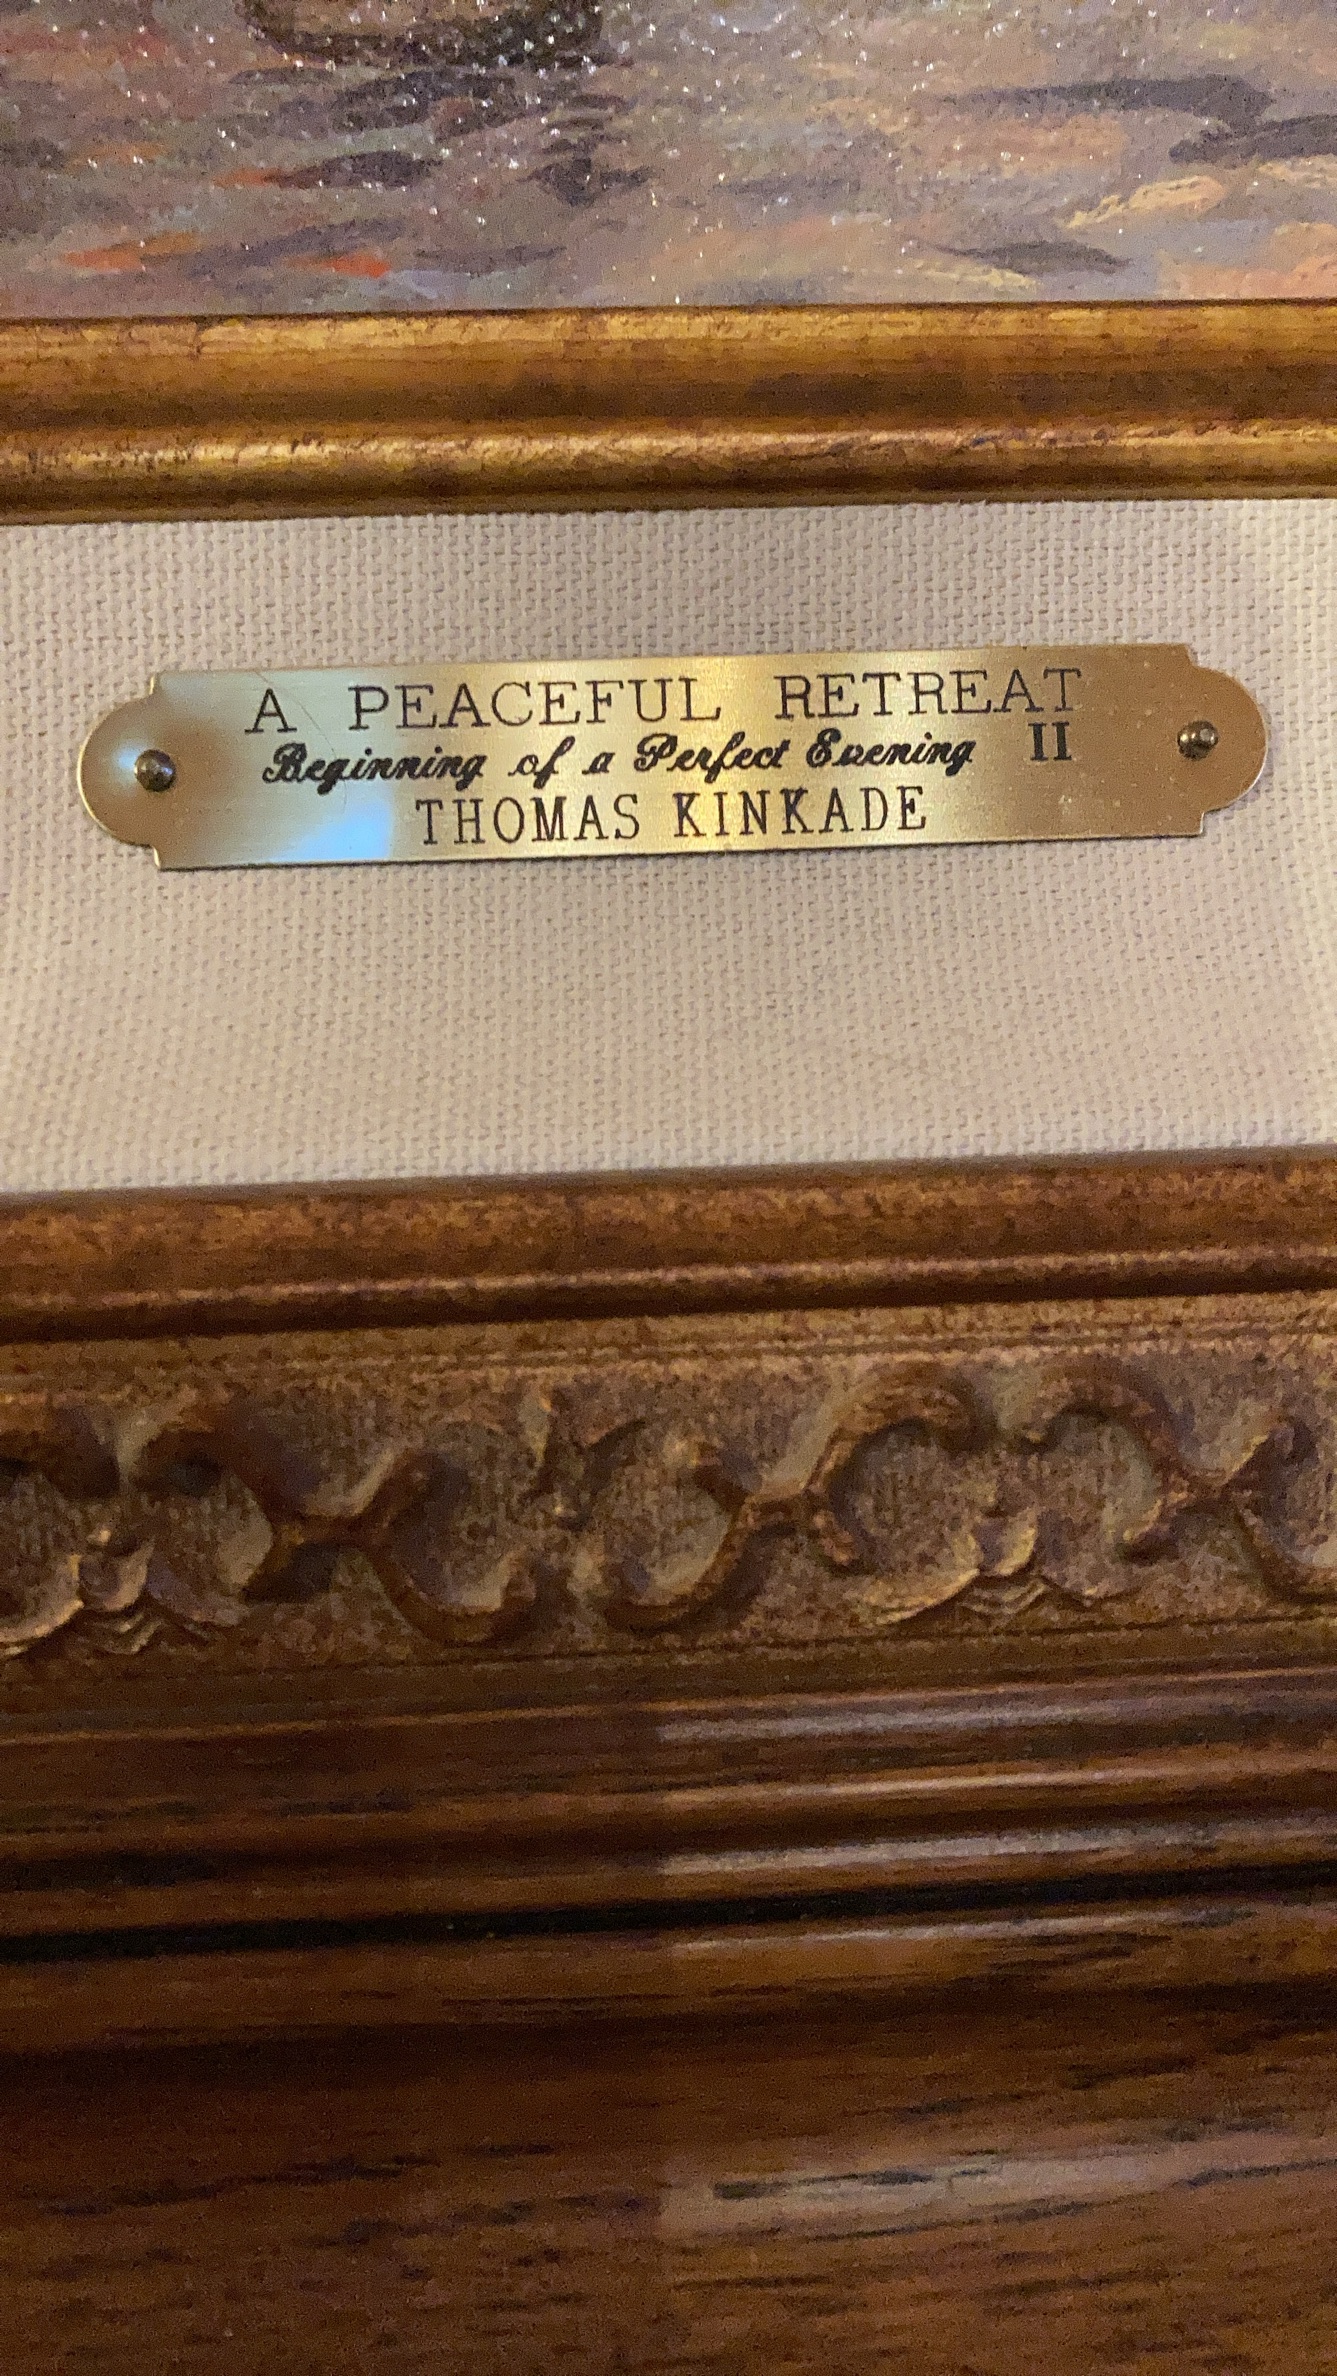 A PEACEFUL RETREAT
Beginning of a Perfect Evening II
THOMAS KINKADE